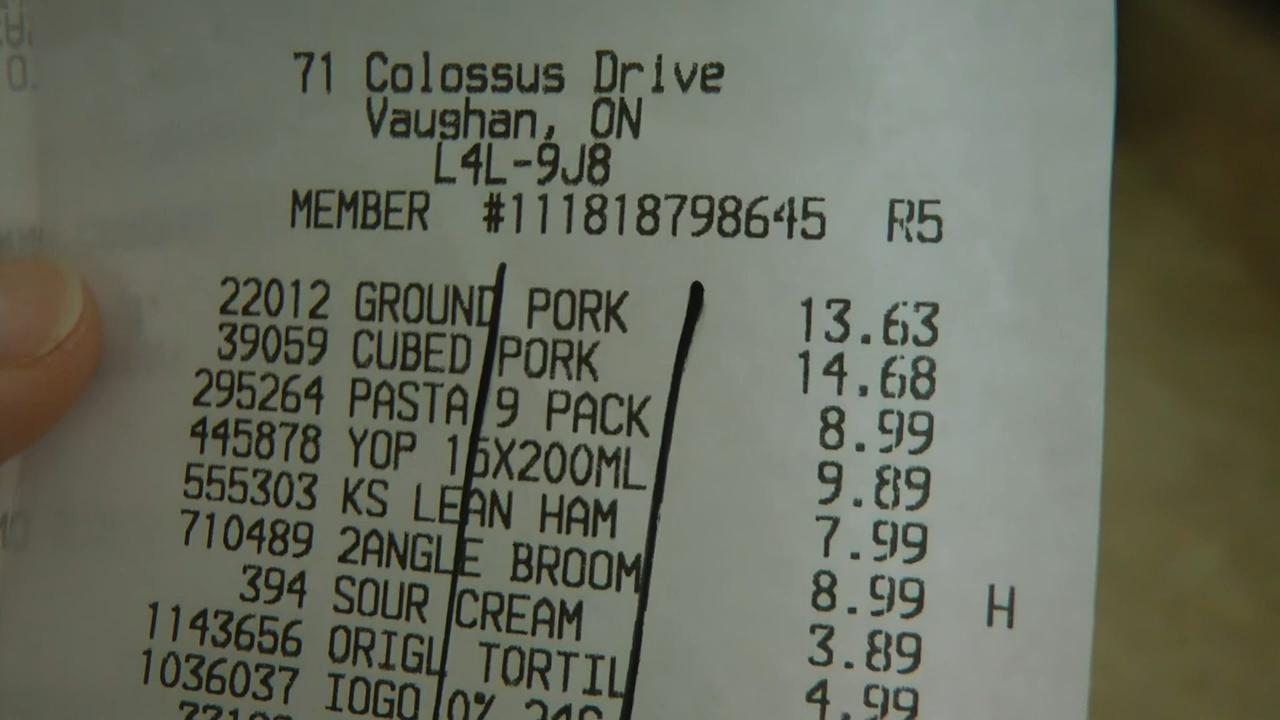 71 Colossus Drive
Vaughan, ON
L4L-9J8
MEMBER #111818798645 R5
22012 GROUND PORK 13.63
39059 CUBED PORK 14.68
295264 PASTA 9 PACK 8.99
445878 YOP 16X200ML 9.89
555303 KS LEAN HAM 7.99
710489 2ANGLE BROOM 8.99 H
394 SOUR CREAM 3.89
1143656 ORIGL TORTIL 4.99
1036037 IOGO 0%